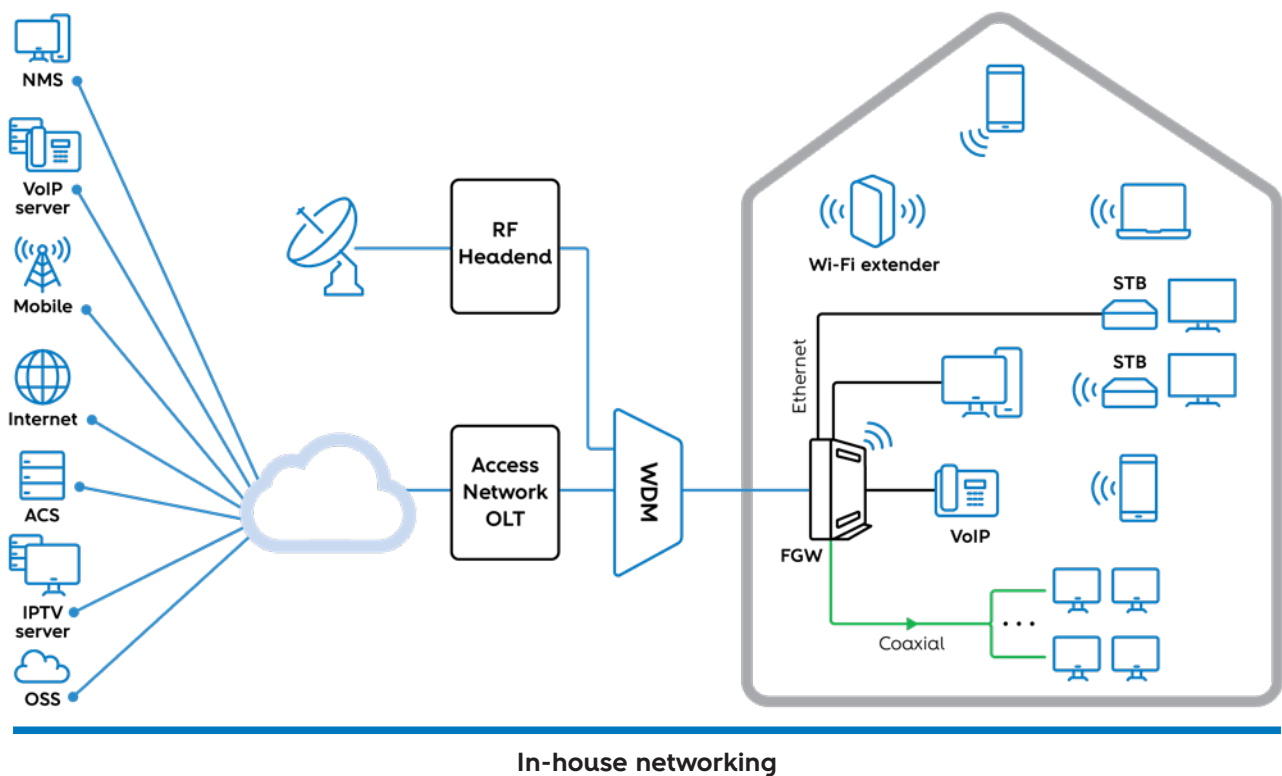 NMS
VoIP
server
Mobile
Internet
ACS
IPTV
server
OSS
RF
Headend
Access
Network
OLT
WDM
Wi-Fi extender
STB
Ethernet
STB
VoIP
FGW
Coaxial
In-house networking